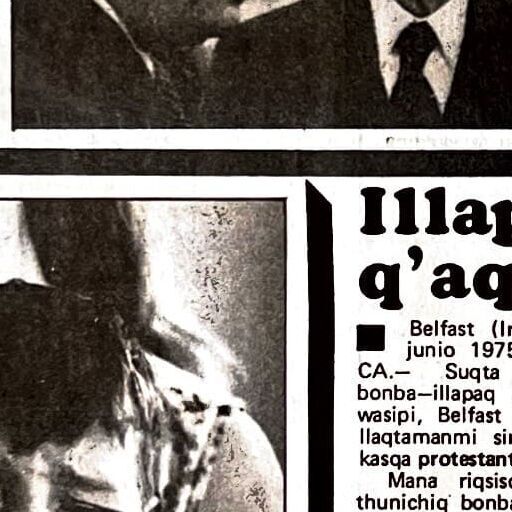 Illap
q'aq
Belfast (Ir
junio 1975
CA.— Suqta
bonba—illapaq
wasipi, Belfast
llaqtamanmi sir
kasqa protestant
Mana riqsisq
thunichiq bonba